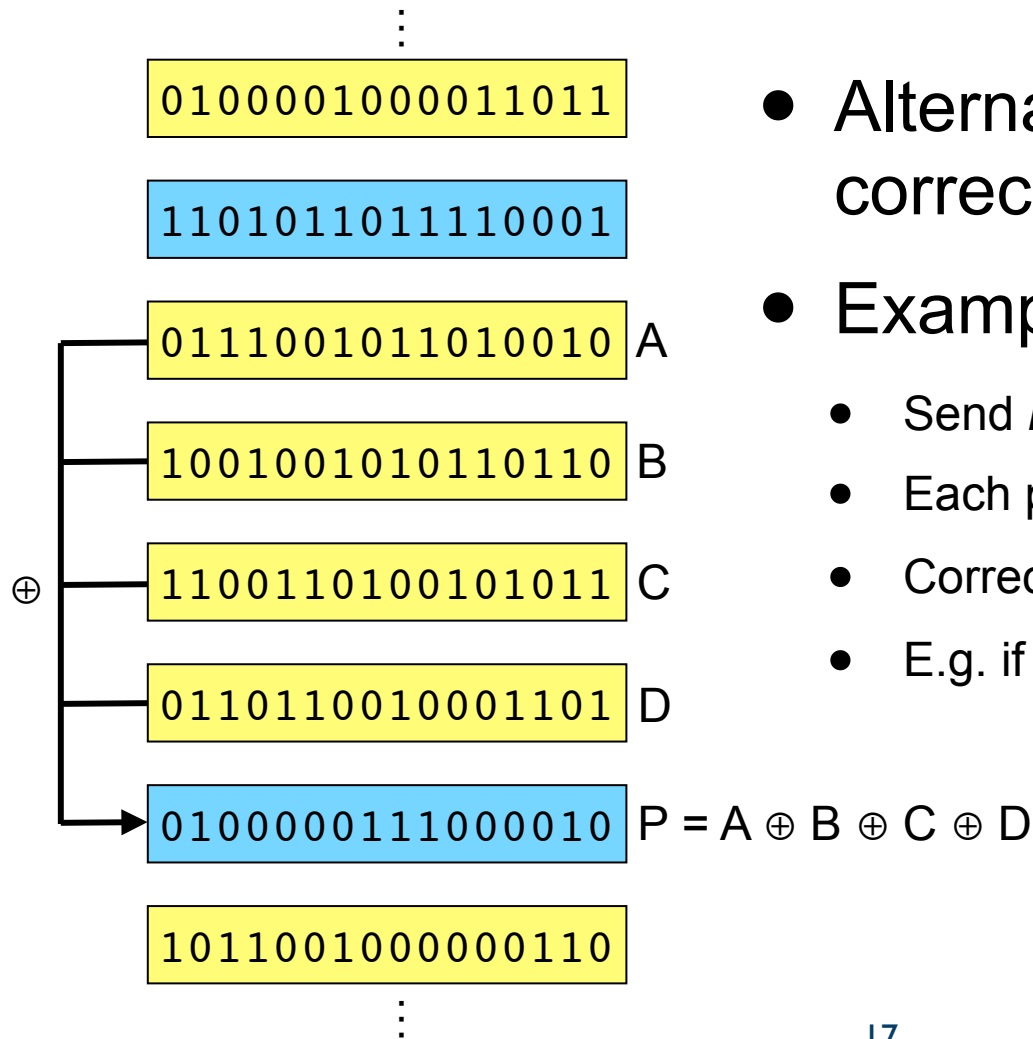 0100001000011011
1101011011110001
0111001011010010 A
1001001010110110 B
1100110100101011 C
⊕
0110110010001101 D
0100000111000010 P = A ⊕ B ⊕ C ⊕ D
1011001000000110
• Alterna
correc
• Examp
• Send
• Each
• Correc
• E.g. if
17